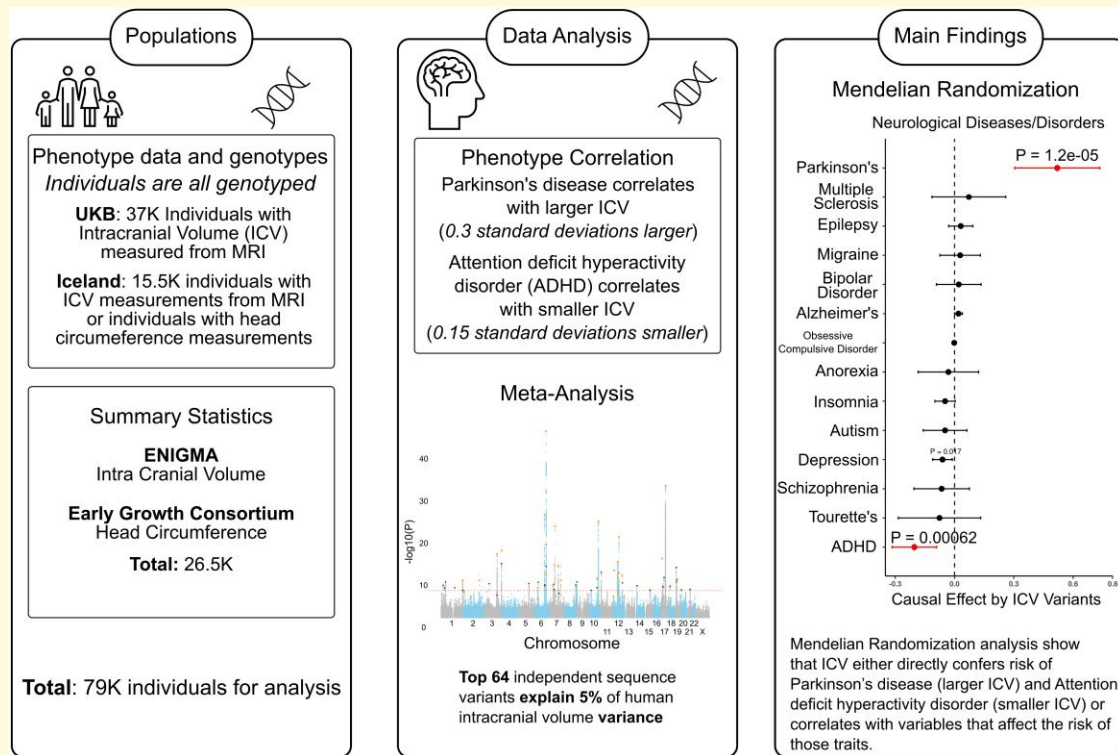 Populations
Phenotype data and genotypes
Individuals are all genotyped
UKB: 37K Individuals with
Intracranial Volume (ICV)
measured from MRI
Iceland: 15.5K individuals with
ICV measurements from MRI
or individuals with head
circumeference measurements
Summary Statistics
ENIGMA
Intra Cranial Volume
Early Growth Consortium
Head Circumference
Total: 26.5K
Total: 79K individuals for analysis
Data Analysis
Phenotype Correlation
Parkinson's disease correlates
with larger ICV
(0.3 standard deviations larger)
Attention deficit hyperactivity
disorder (ADHD) correlates
with smaller ICV
(0.15 standard deviations smaller)
Meta-Analysis
-log10(P)
40
30
20
10
0
1 2 3 4 5 6 7 8 9 10 11 12 13 14 15 16 17 18 19 20 21 22 X
Chromosome
Top 64 independent sequence
variants explain 5% of human
intracranial volume variance
Main Findings
Mendelian Randomization
Neurological Diseases/Disorders
Parkinson's
P = 1.2e-05
Multiple
Sclerosis
Epilepsy
Migraine
Bipolar
Disorder
Alzheimer's
Obsessive
Compulsive Disorder
Anorexia
Insomnia
Autism
Depression
P = 0.017
Schizophrenia
Tourette's
ADHD
P = 0.00062
-0.3 0.0 0.3 0.8
Causal Effect by ICV Variants
Mendelian Randomization analysis show
that ICV either directly confers risk of
Parkinson's disease (larger ICV) and Attention
deficit hyperactivity disorder (smaller ICV) or
correlates with variables that affect the risk of
those traits.